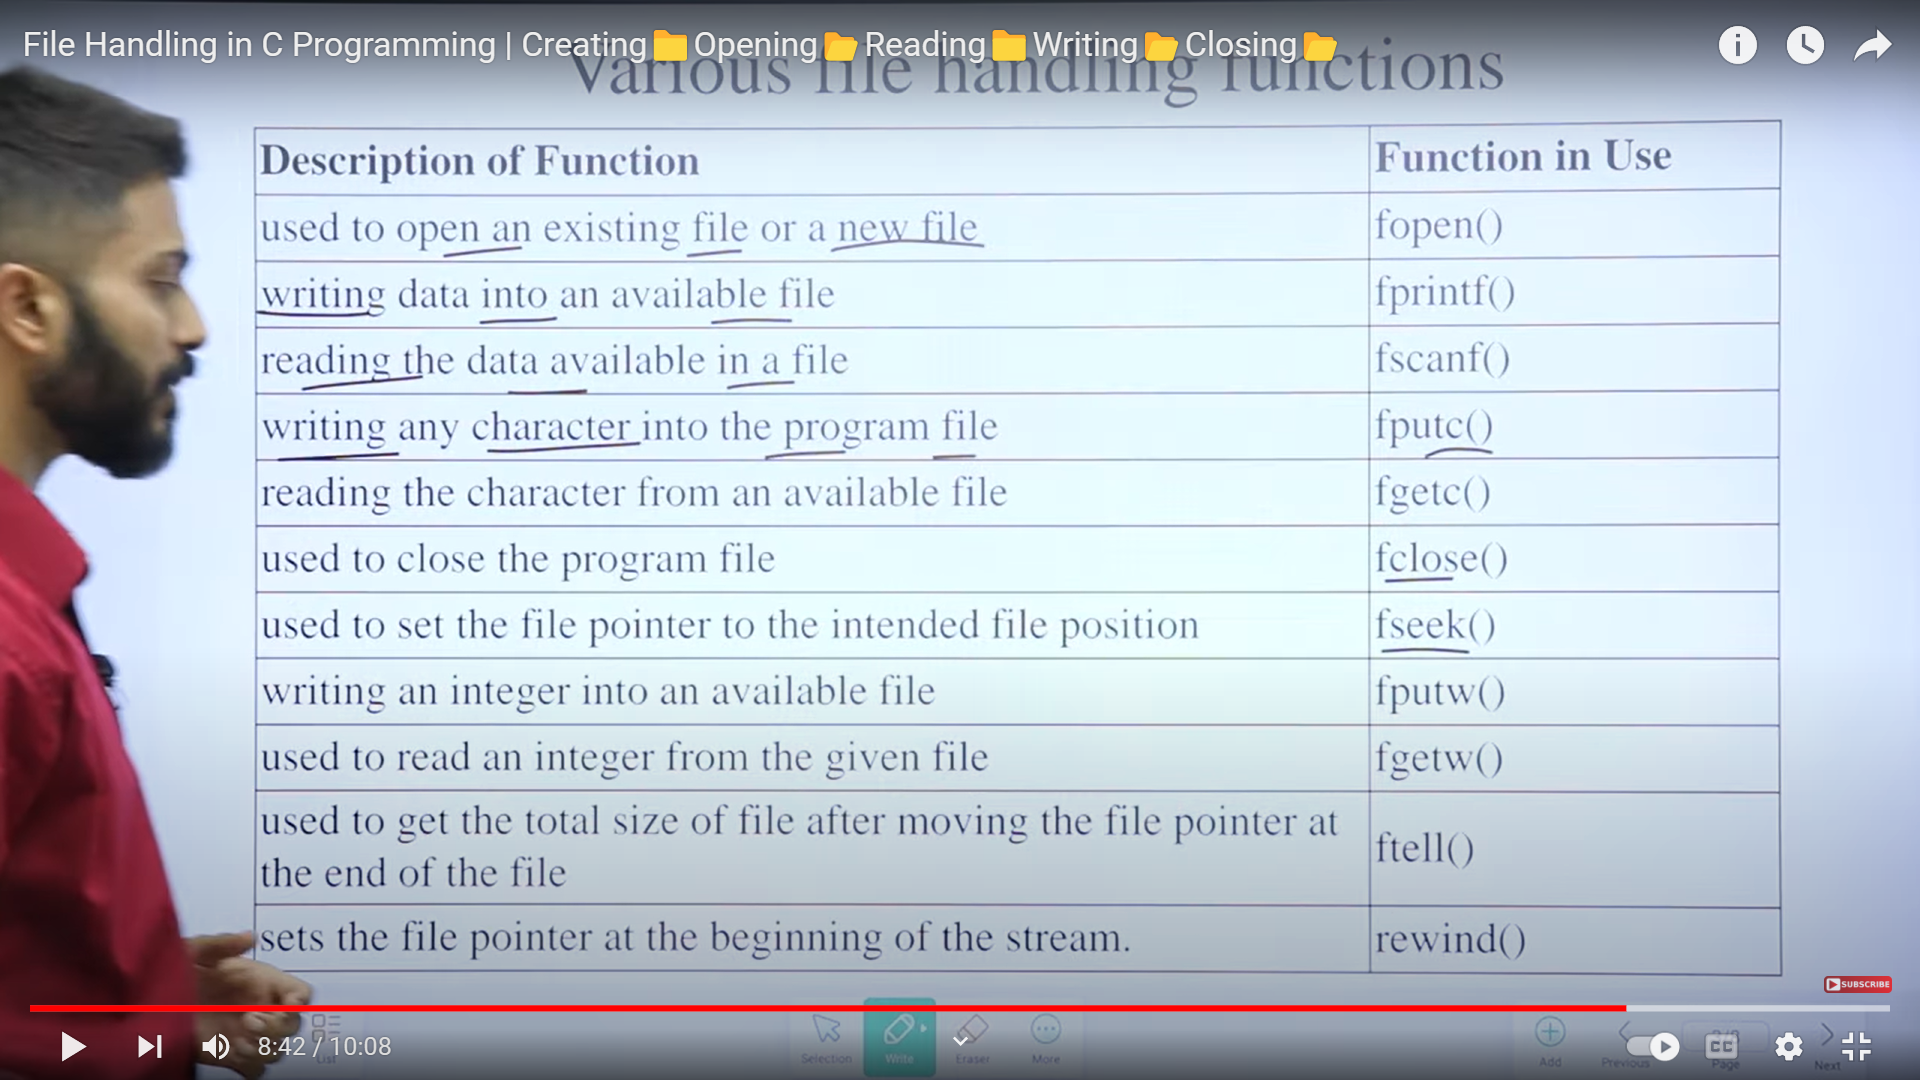 File Handling in C Programming | Creating📁Opening📂Reading📁Writing📂Closing📂
Various file handling functions
Description of Function Function in Use
used to open an existing file or a new file fopen()
writing data into an available file fprintf()
reading the data available in a file fscanf()
writing any character into the program file fputc()
reading the character from an available file fgetc()
used to close the program file fclose()
used to set the file pointer to the intended file position fseek()
writing an integer into an available file fputw()
used to read an integer from the given file fgetw()
used to get the total size of file after moving the file pointer at
the end of the file ftell()
sets the file pointer at the beginning of the stream. rewind()
SUBSCRIBE
8:42 / 10:08
List Selection Write Eraser More Add Previous Page Next
CC